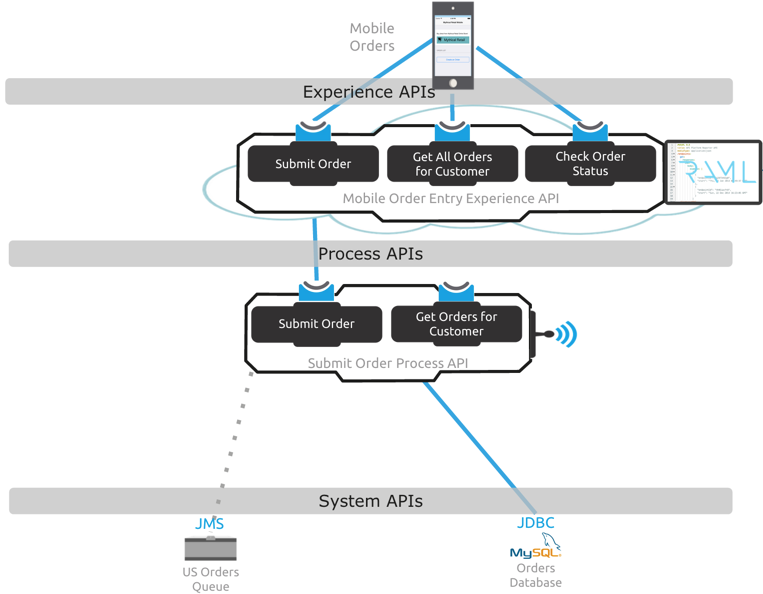 Mobile
Orders
Experience APIs
Submit Order
Get All Orders
for Customer
Check Order
Status
RAML
Mobile Order Entry Experience API
Process APIs
Submit Order
Get Orders for
Customer
Submit Order Process API
System APIs
JMS
JDBC
MySQL
US Orders
Queue
Orders
Database